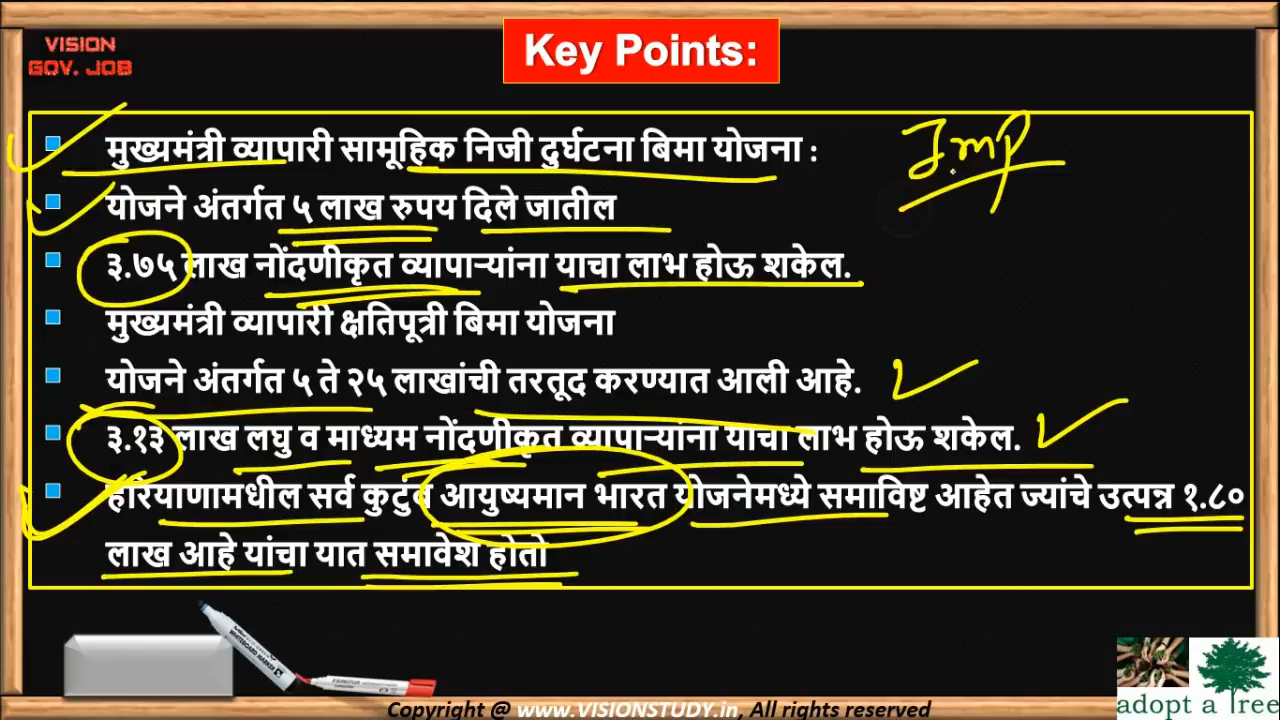 VISION
GOV. JOB
Key Points:
मुख्यमंत्री व्यापारी सामूहिक निजी दुर्घटना बिमा योजना :
Imp
योजने अंतर्गत ५ लाख रुपय दिले जातील
३.७५ लाख नोंदणीकृत व्यापाऱ्यांना याचा लाभ होऊ शकेल.
मुख्यमंत्री व्यापारी क्षतिपूत्री बिमा योजना
योजने अंतर्गत ५ ते २५ लाखांची तरतूद करण्यात आली आहे.
३.१३ लाख लघु व माध्यम नोंदणीकृत व्यापाऱ्यांना याचा लाभ होऊ शकेल.
हरियाणामधील सर्व कुटुंबे आयुष्यमान भारत योजनेमध्ये समाविष्ट आहेत ज्यांचे उत्पन्न १.८०
लाख आहे यांचा यात समावेश होतो
adopt a Tree
Copyright @ www.VISIONSTUDY.in, All rights reserved